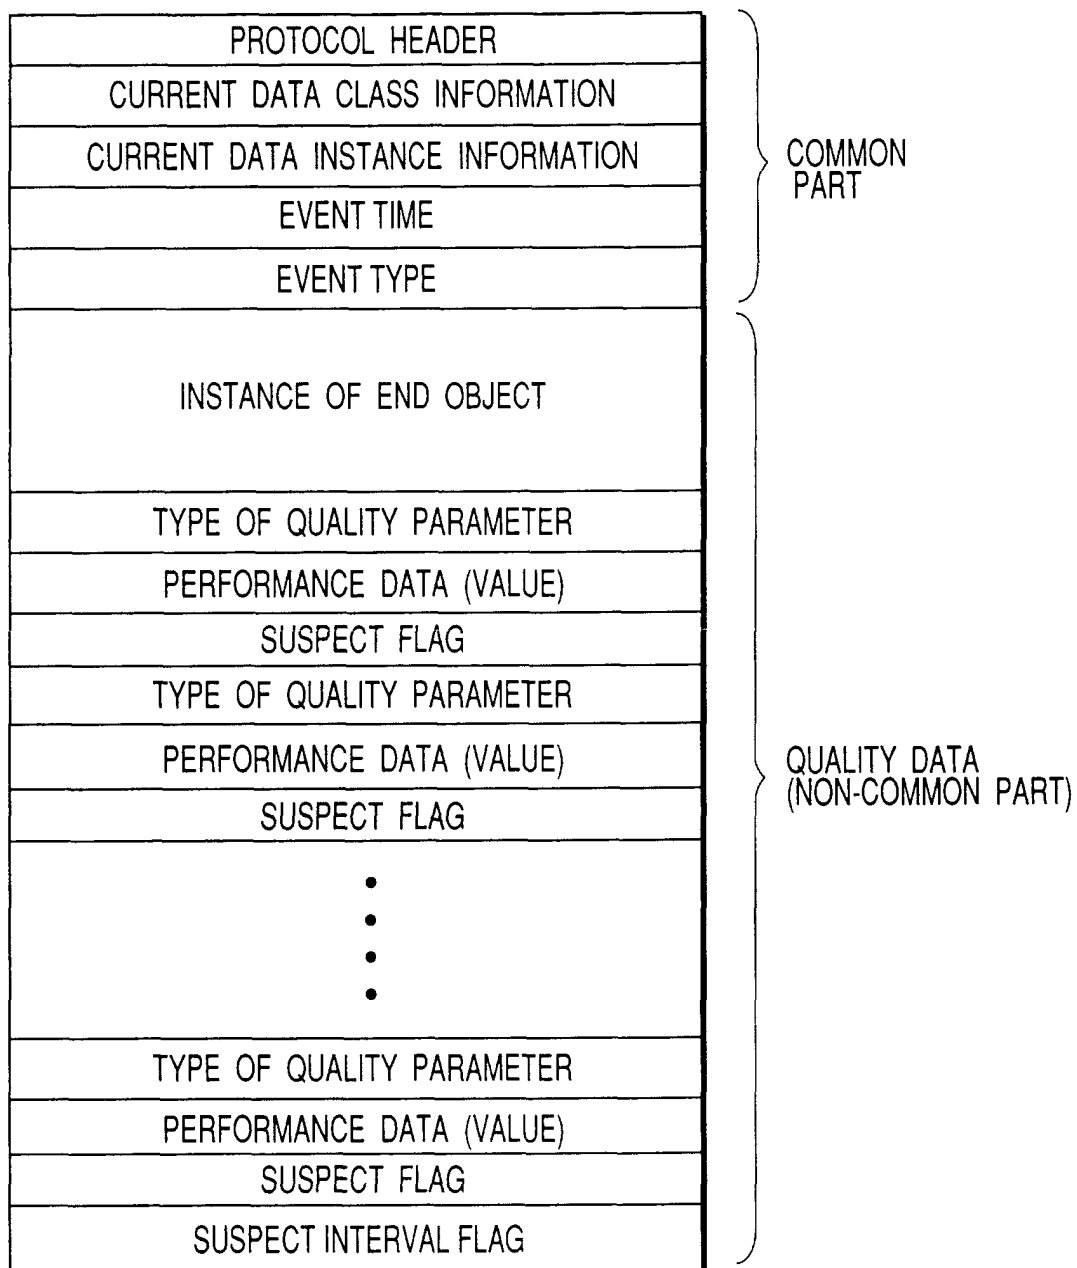 PROTOCOL HEADER
CURRENT DATA CLASS INFORMATION
CURRENT DATA INSTANCE INFORMATION
EVENT TIME
EVENT TYPE
COMMON
PART
INSTANCE OF END OBJECT
TYPE OF QUALITY PARAMETER
PERFORMANCE DATA (VALUE)
SUSPECT FLAG
TYPE OF QUALITY PARAMETER
PERFORMANCE DATA (VALUE)
SUSPECT FLAG
TYPE OF QUALITY PARAMETER
PERFORMANCE DATA (VALUE)
SUSPECT FLAG
SUSPECT INTERVAL FLAG
QUALITY DATA
(NON-COMMON PART)